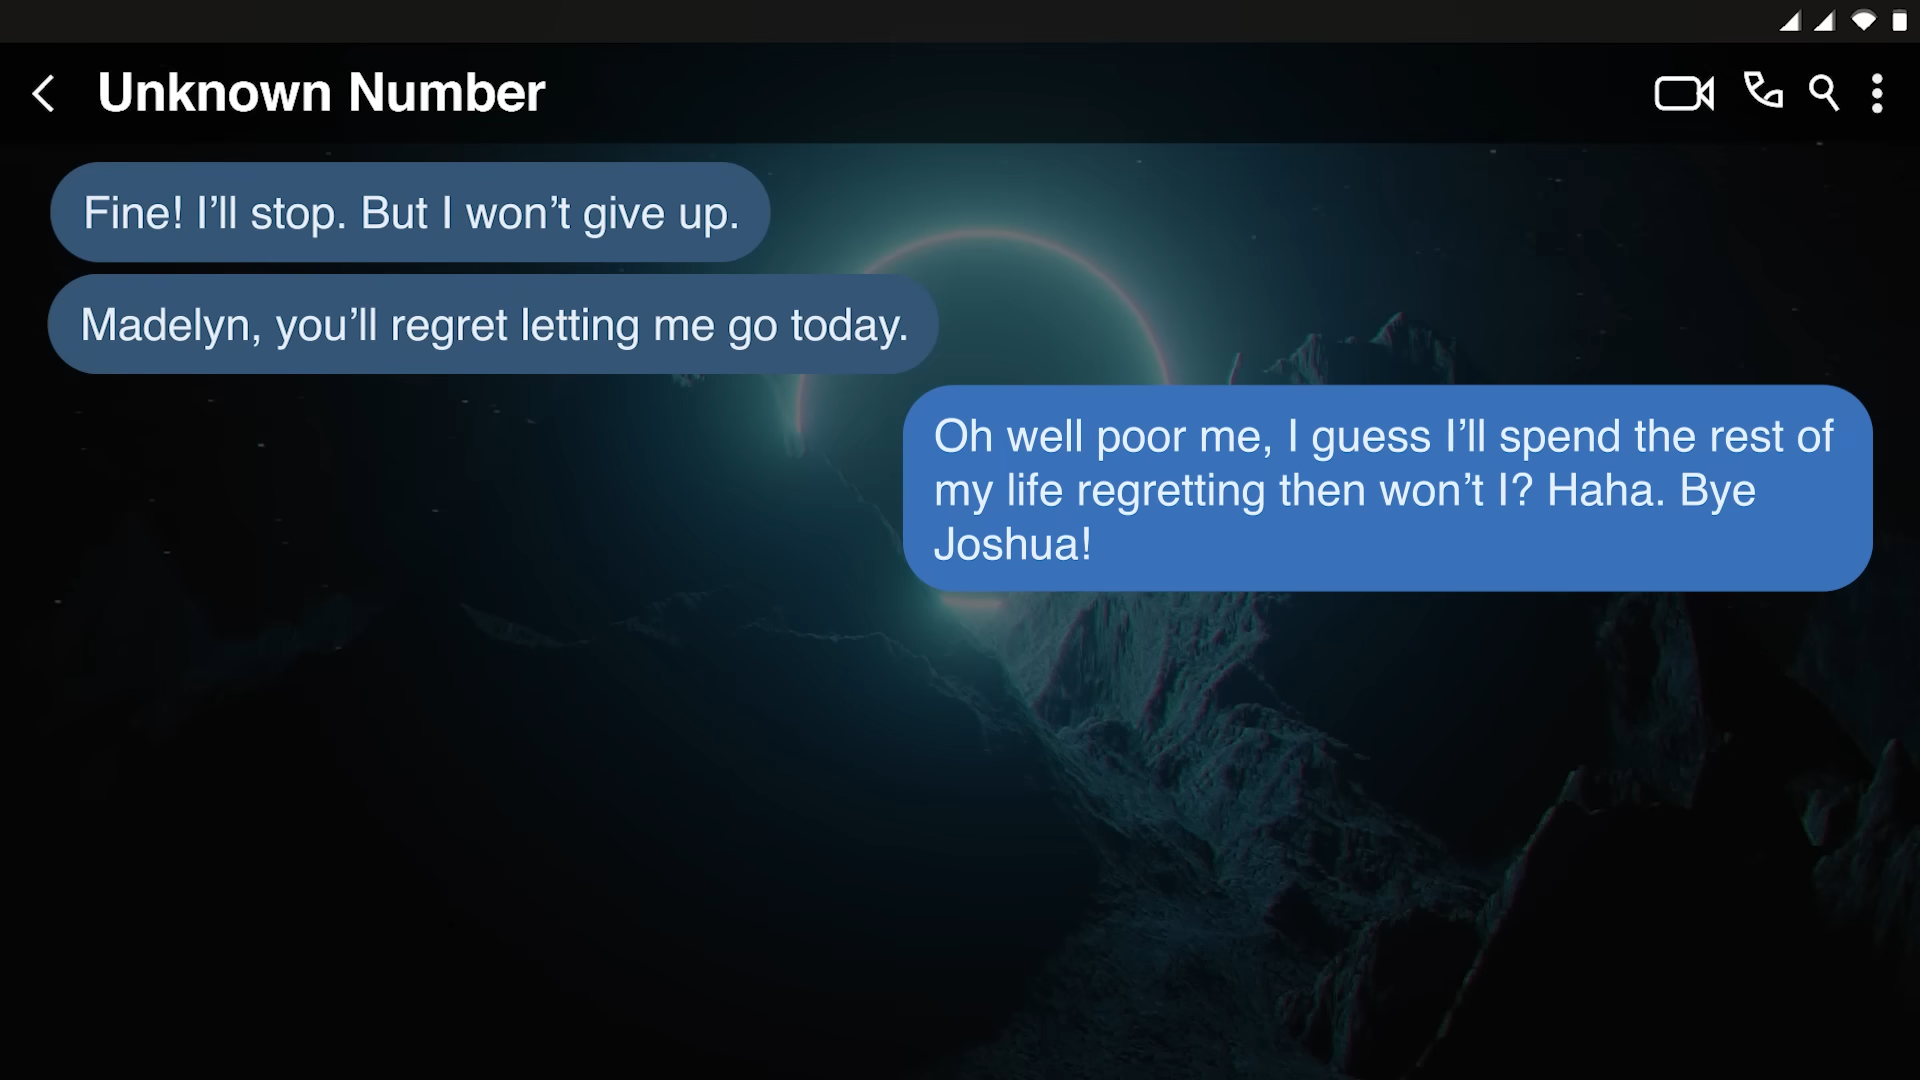 Unknown Number
Fine! I’ll stop. But I won’t give up.
Madelyn, you’ll regret letting me go today.
Oh well poor me, I guess I’ll spend the rest of
my life regretting then won’t I? Haha. Bye
Joshua!